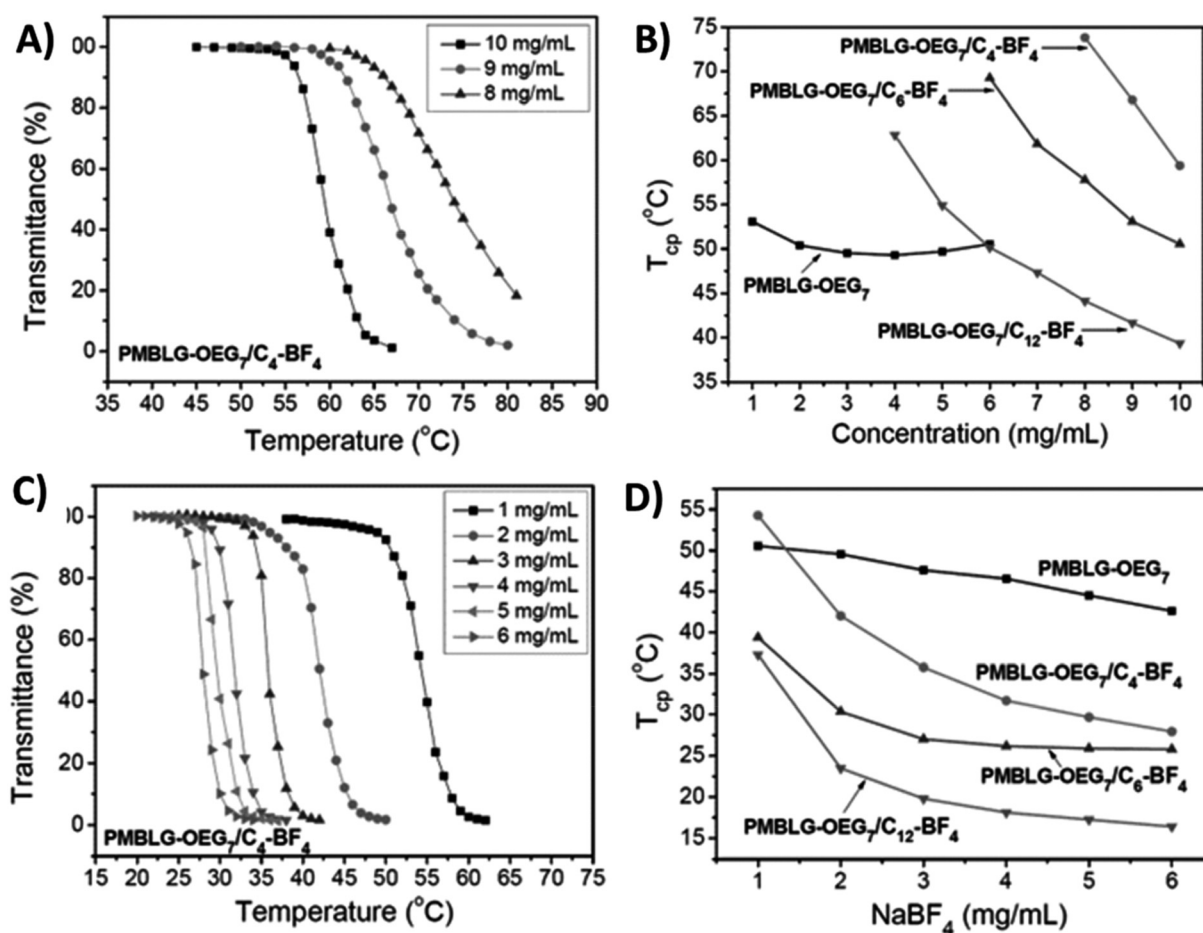 A)
Transmittance (%)
00
80
60
40
20
00
35 40 45 50 55 60 65 70 75 80 85 90
Temperature (°C)
10 mg/mL
9 mg/mL
8 mg/mL
PMBLG-OEG₇/C₄-BF₄
B)
T_cp (°C)
75
70
65
60
55
50
45
40
35
1 2 3 4 5 6 7 8 9 10
Concentration (mg/mL)
PMBLG-OEG₇/C₄-BF₄
PMBLG-OEG₇/C₆-BF₄
PMBLG-OEG₇
PMBLG-OEG₇/C₁₂-BF₄
C)
Transmittance (%)
00
80
60
40
20
0
15 20 25 30 35 40 45 50 55 60 65 70 75
Temperature (°C)
1 mg/mL
2 mg/mL
3 mg/mL
4 mg/mL
5 mg/mL
6 mg/mL
PMBLG-OEG₇/C₄-BF₄
D)
T_cp (°C)
55
50
45
40
35
30
25
20
15
1 2 3 4 5 6
NaBF₄ (mg/mL)
PMBLG-OEG₇
PMBLG-OEG₇/C₄-BF₄
PMBLG-OEG₇/C₆-BF₄
PMBLG-OEG₇/C₁₂-BF₄